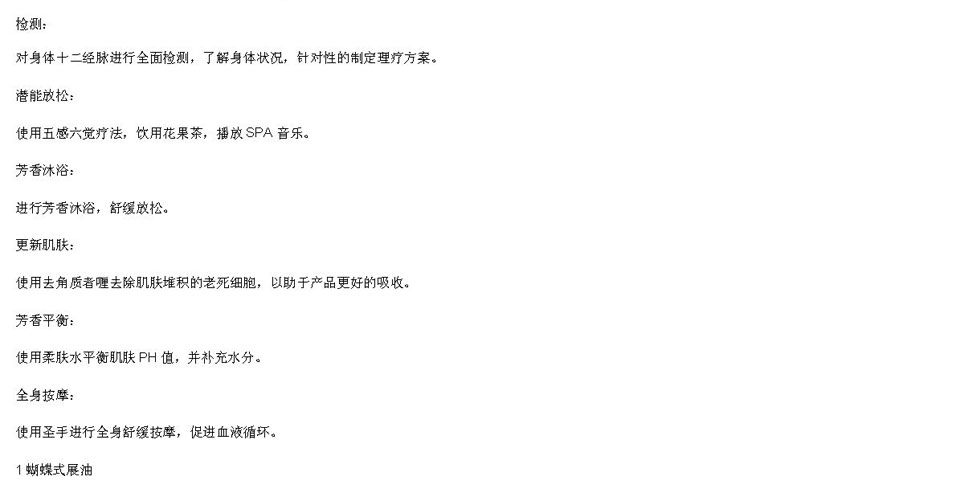 检测：
对身体十二经脉进行全面检测，了解身体状况，针对性的制定理疗方案。
潜能放松：
使用五感六觉疗法，饮用花果茶，播放 SPA 音乐。
芳香沐浴：
进行芳香沐浴，舒缓放松。
更新肌肤：
使用去角质者喱去除肌肤堆积的老死细胞，以助于产品更好的吸收。
芳香平衡：
使用柔肤水平衡肌肤 PH 值，并补充水分。
全身按摩：
使用圣手进行全身舒缓按摩，促进血液循环。
1 蝴蝶式展油